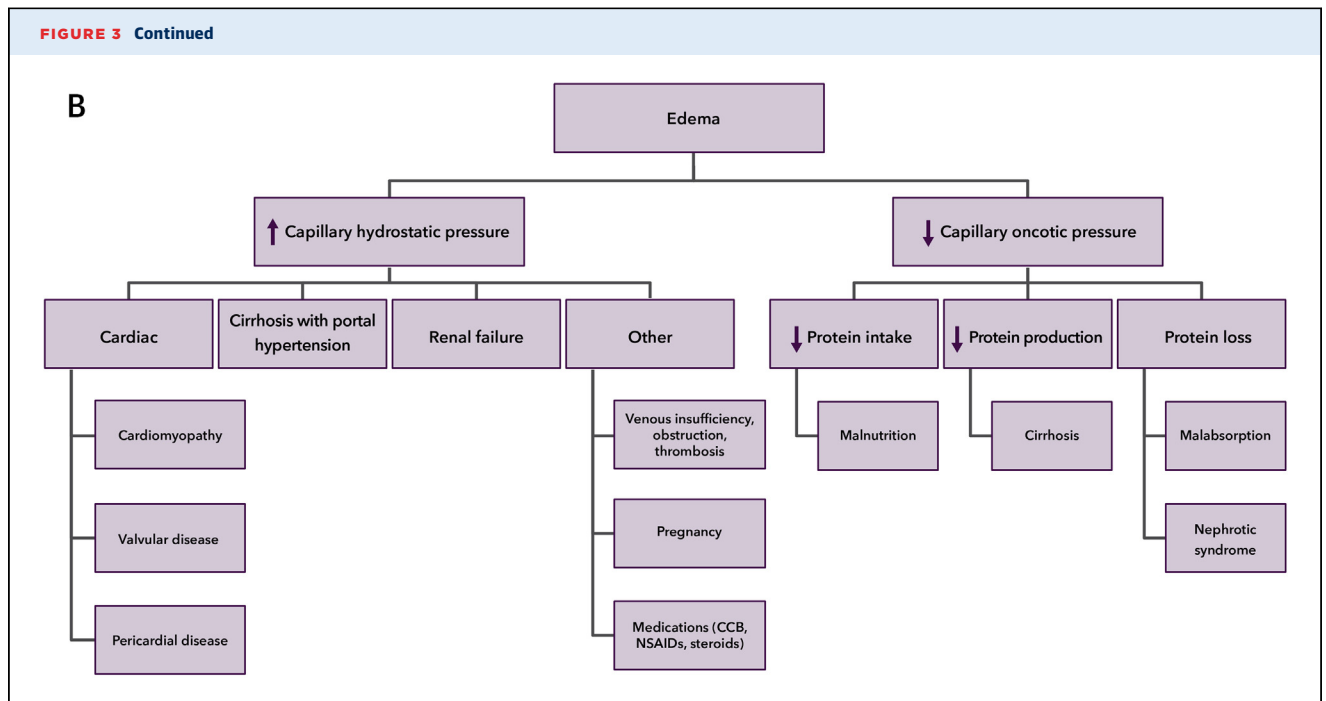 FIGURE 3 Continued
B
Edema
↑ Capillary hydrostatic pressure
↓ Capillary oncotic pressure
Cardiac
Cirrhosis with portal
hypertension
Renal failure
Other
↓ Protein intake
↓ Protein production
Protein loss
Cardiomyopathy
Valvular disease
Pericardial disease
Venous insufficiency,
obstruction,
thrombosis
Pregnancy
Medications (CCB,
NSAIDs, steroids)
Malnutrition
Cirrhosis
Malabsorption
Nephrotic
syndrome